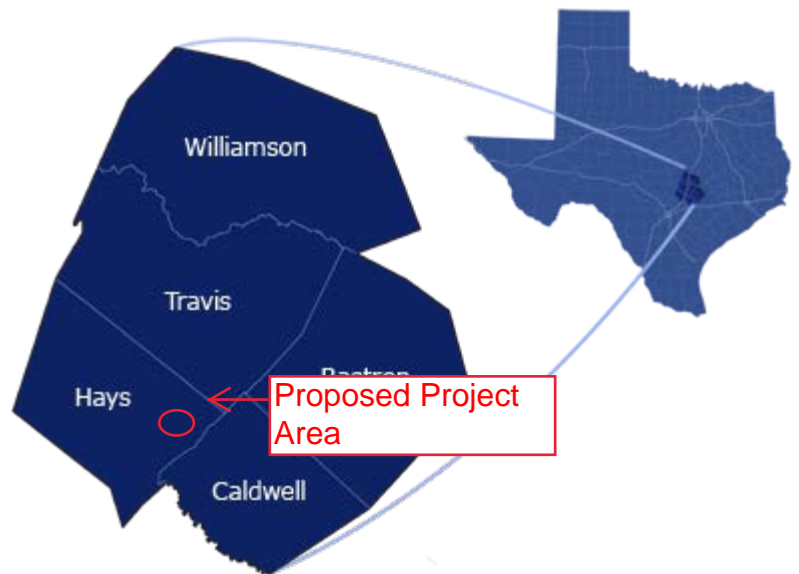 Williamson
Travis
Hays
Proposed Project
Area
Caldwell